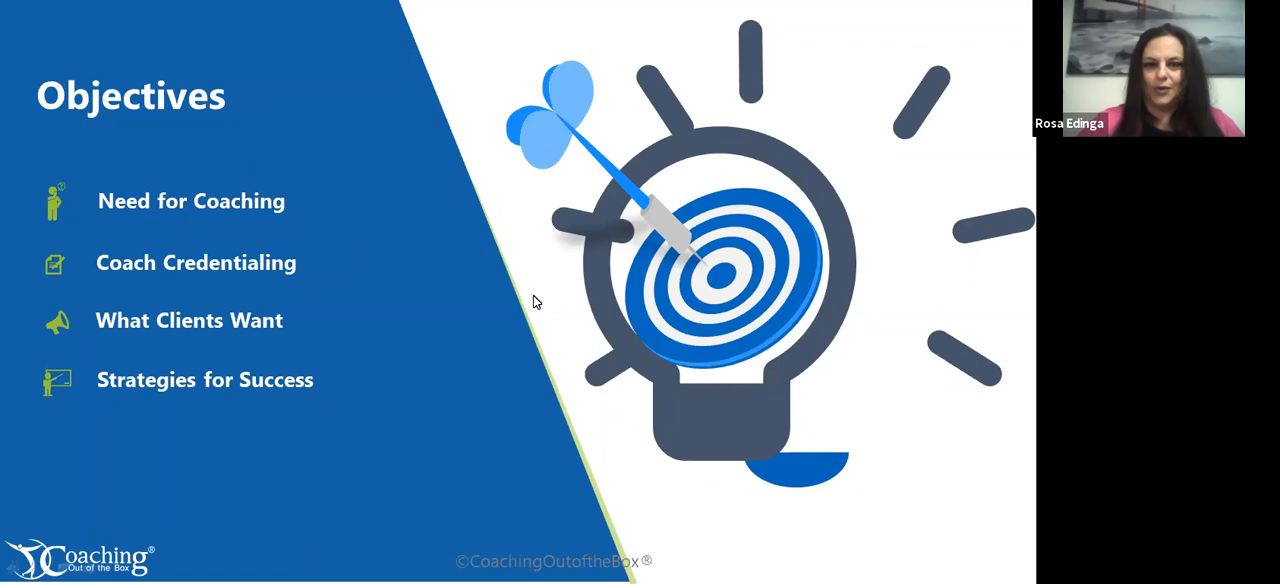 Objectives
Need for Coaching
Coach Credentialing
What Clients Want
Strategies for Success
Coaching®
Out of the Box
©CoachingOutoftheBox®
Rosa Edinga